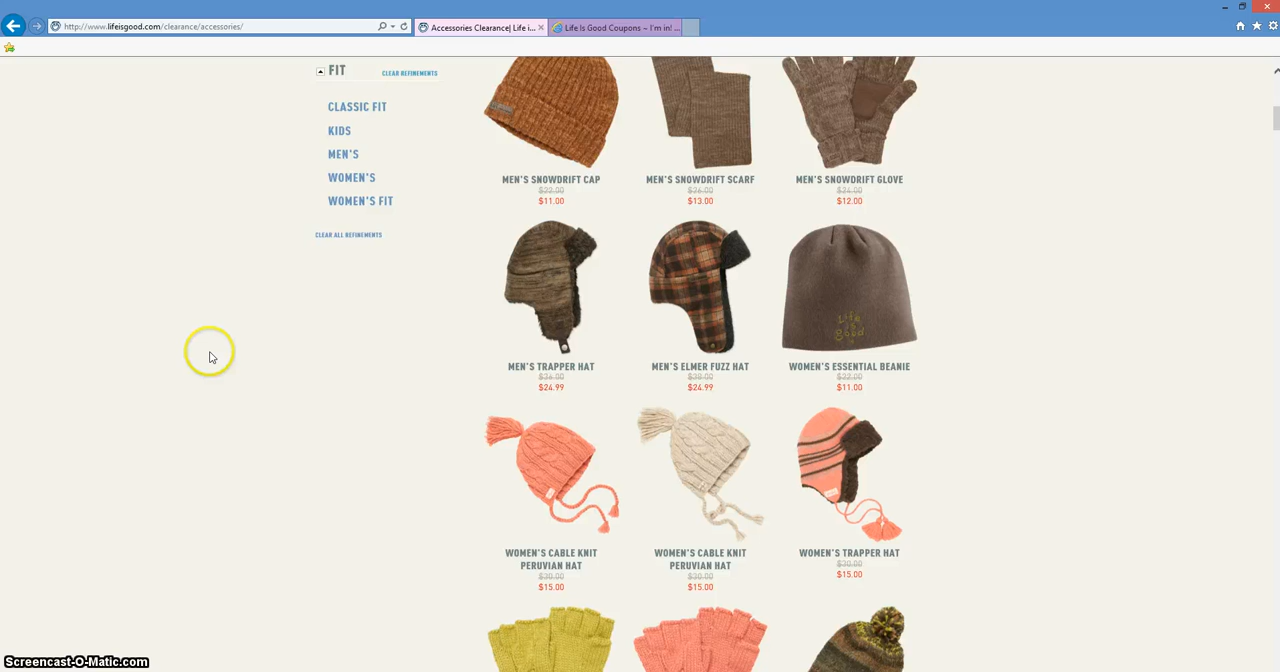 http://www.lifeisgood.com/clearance/accessories/
Accessories Clearance| Life i...
Life Is Good Coupons – I'm in! ...
FIT
CLEAR REFINEMENTS
CLASSIC FIT
KIDS
MEN'S
WOMEN'S
WOMEN'S FIT
CLEAR ALL REFINEMENTS
MEN'S SNOWDRIFT CAP
$22.00
$11.00
MEN'S SNOWDRIFT SCARF
$26.00
$13.00
MEN'S SNOWDRIFT GLOVE
$24.00
$12.00
MEN'S TRAPPER HAT
$36.00
$24.99
MEN'S ELMER FUZZ HAT
$38.00
$24.99
life
is
good
WOMEN'S ESSENTIAL BEANIE
$22.00
$11.00
WOMEN'S CABLE KNIT
PERUVIAN HAT
$30.00
$15.00
WOMEN'S CABLE KNIT
PERUVIAN HAT
$30.00
$15.00
WOMEN'S TRAPPER HAT
$30.00
$15.00
Screencast-O-Matic.com